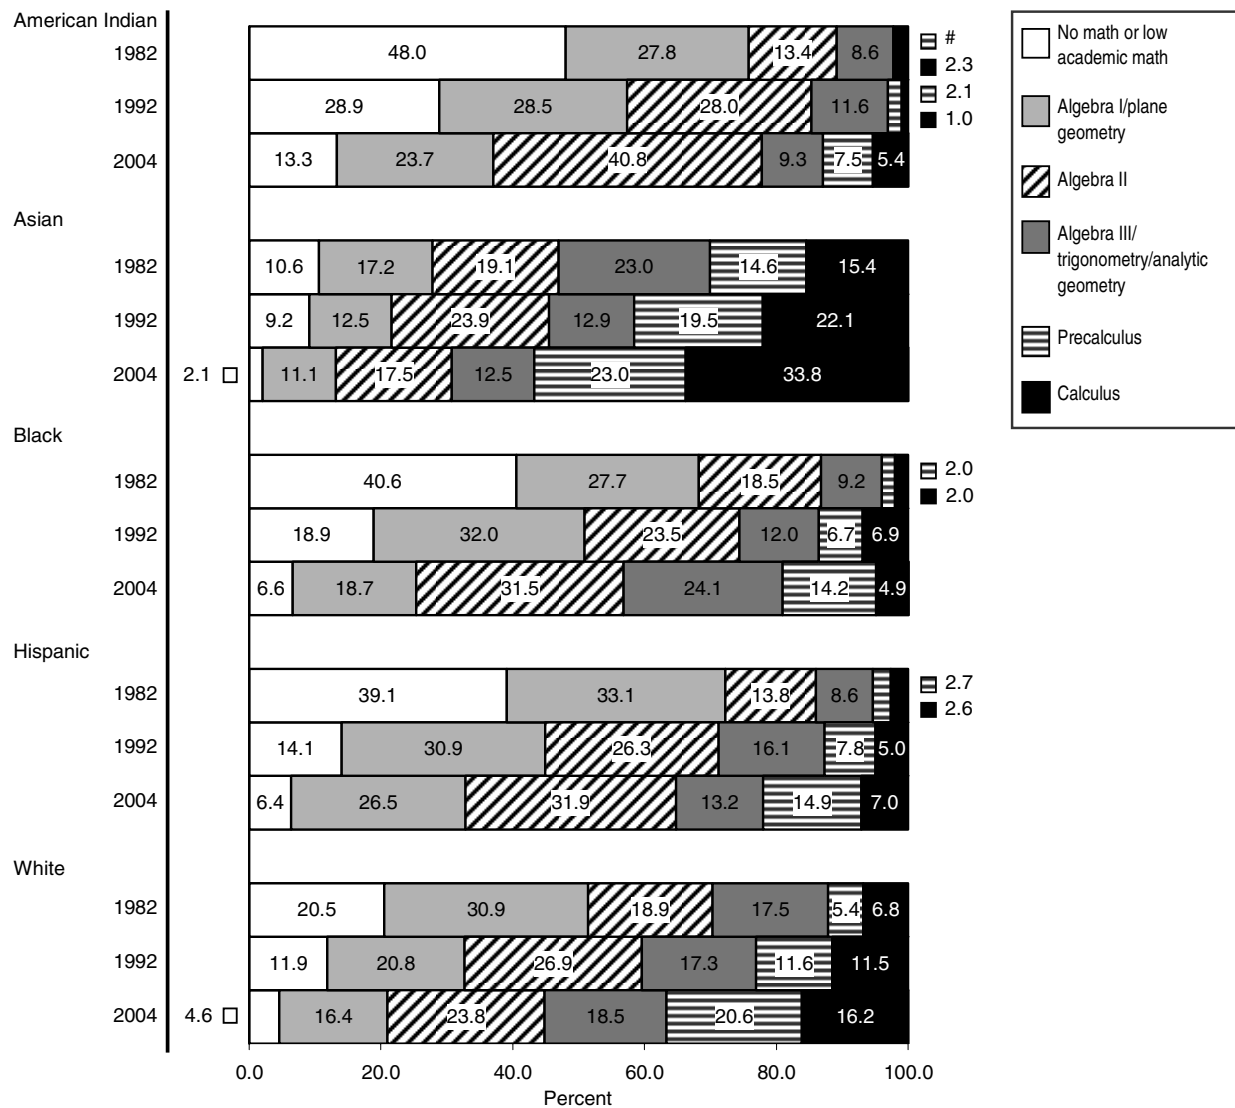 American Indian
1982 48.0 27.8 13.4 8.6 # 2.3
1992 28.9 28.5 28.0 11.6 2.1 1.0
2004 13.3 23.7 40.8 9.3 7.5 5.4
Asian
1982 10.6 17.2 19.1 23.0 14.6 15.4
1992 9.2 12.5 23.9 12.9 19.5 22.1
2004 2.1 11.1 17.5 12.5 23.0 33.8
Black
1982 40.6 27.7 18.5 9.2 2.0 2.0
1992 18.9 32.0 23.5 12.0 6.7 6.9
2004 6.6 18.7 31.5 24.1 14.2 4.9
Hispanic
1982 39.1 33.1 13.8 8.6 2.7 2.6
1992 14.1 30.9 26.3 16.1 7.8 5.0
2004 6.4 26.5 31.9 13.2 14.9 7.0
White
1982 20.5 30.9 18.9 17.5 5.4 6.8
1992 11.9 20.8 26.9 17.3 11.6 11.5
2004 4.6 16.4 23.8 18.5 20.6 16.2
0.0 20.0 40.0 60.0 80.0 100.0
Percent
No math or low
academic math
Algebra I/plane
geometry
Algebra II
Algebra III/
trigonometry/analytic
geometry
Precalculus
Calculus